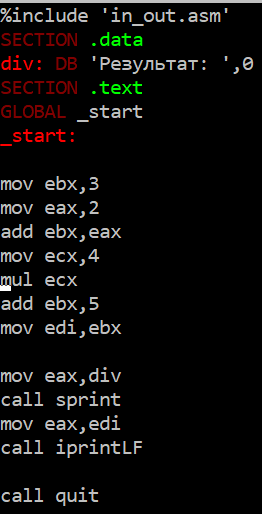 %include 'in_out.asm'
SECTION .data
div: DB 'Результат: ',0
SECTION .text
GLOBAL _start
_start:
mov ebx,3
mov eax,2
add ebx,eax
mov ecx,4
mul ecx
add ebx,5
mov edi,ebx
mov eax,div
call sprint
mov eax,edi
call iprintLF
call quit